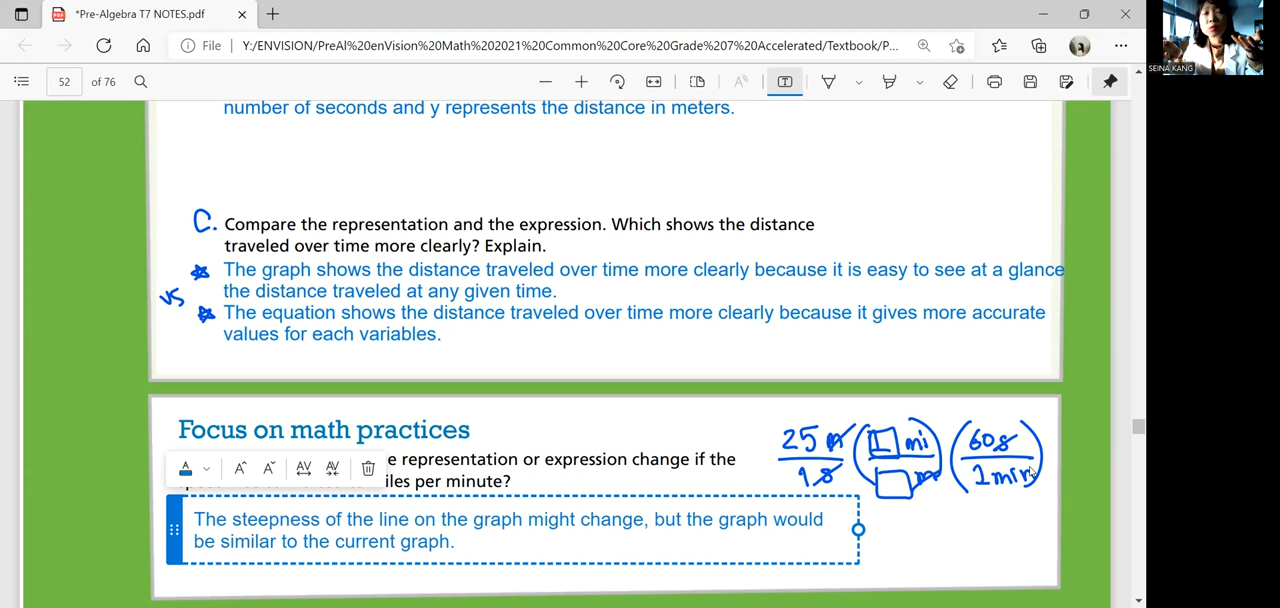 *Pre-Algebra T7 NOTES.pdf
File Y:/ENVISION/PreAl%20enVision%20Math%202021%20Common%20Core%20Grade%207%20Accelerated/Textbook/P...
52 of 76
number of seconds and y represents the distance in meters.
C. Compare the representation and the expression. Which shows the distance
traveled over time more clearly? Explain.
The graph shows the distance traveled over time more clearly because it is easy to see at a glance
the distance traveled at any given time.
vs
The equation shows the distance traveled over time more clearly because it gives more accurate
values for each variables.
Focus on math practices
e representation or expression change if the
iles per minute?
25 m 1 mi 60 s
1 s m 1 min
The steepness of the line on the graph might change, but the graph would
be similar to the current graph.
SEINA KANG